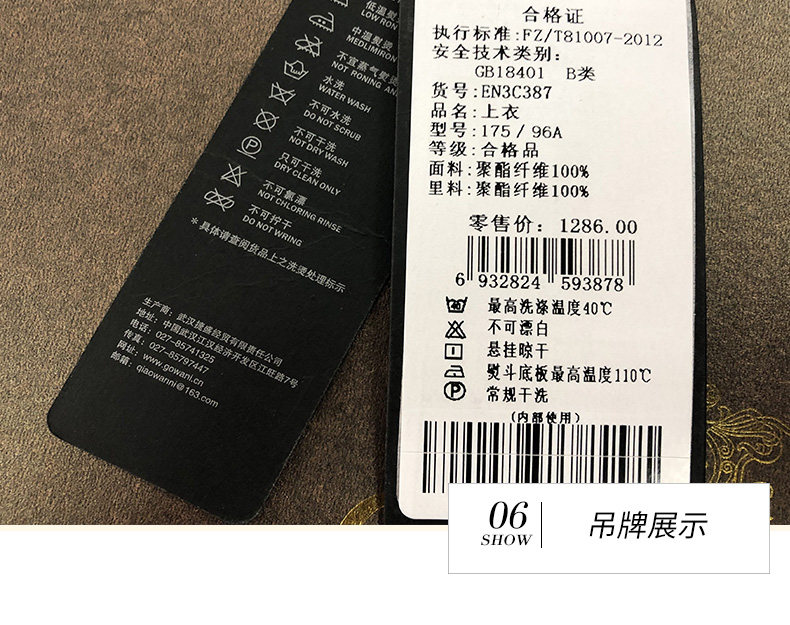 低温熨烫
LOW RON
中温熨烫
MEDLIMIRON
不宜蒸气熨烫
NOT RONING AN
水洗
WATER WASH
不可水洗
DO NOT SCRUB
不可干洗
NOT DRY WASH
只可干洗
DRY CLEAN ONLY
不可氯漂
NOT CHLORING RINSE
不可拧干
DO NOT WRING
*具体请查阅货品上之洗烫处理标示
生产商: 武汉捷盛经贸有限责任公司
地址: 中国武汉江汉经济开发区江旺路7号
电话: 027-85741325
传真: 027-85797447
网址: www.gowani.cn
邮箱: qiaowanni@163.com
合格证
执行标准:FZ/T81007-2012
安全技术类别:
GB18401 B类
货号:EN3C387
品名:上衣
型号:175/96A
等级:合格品
面料:聚酯纤维100%
里料:聚酯纤维100%
零售价: 1286.00
6 932824 593878
40 最高洗涤温度40℃
不可漂白
悬挂晾干
熨斗底板最高温度110℃
P 常规干洗
(内部使用)
06
SHOW
吊牌展示